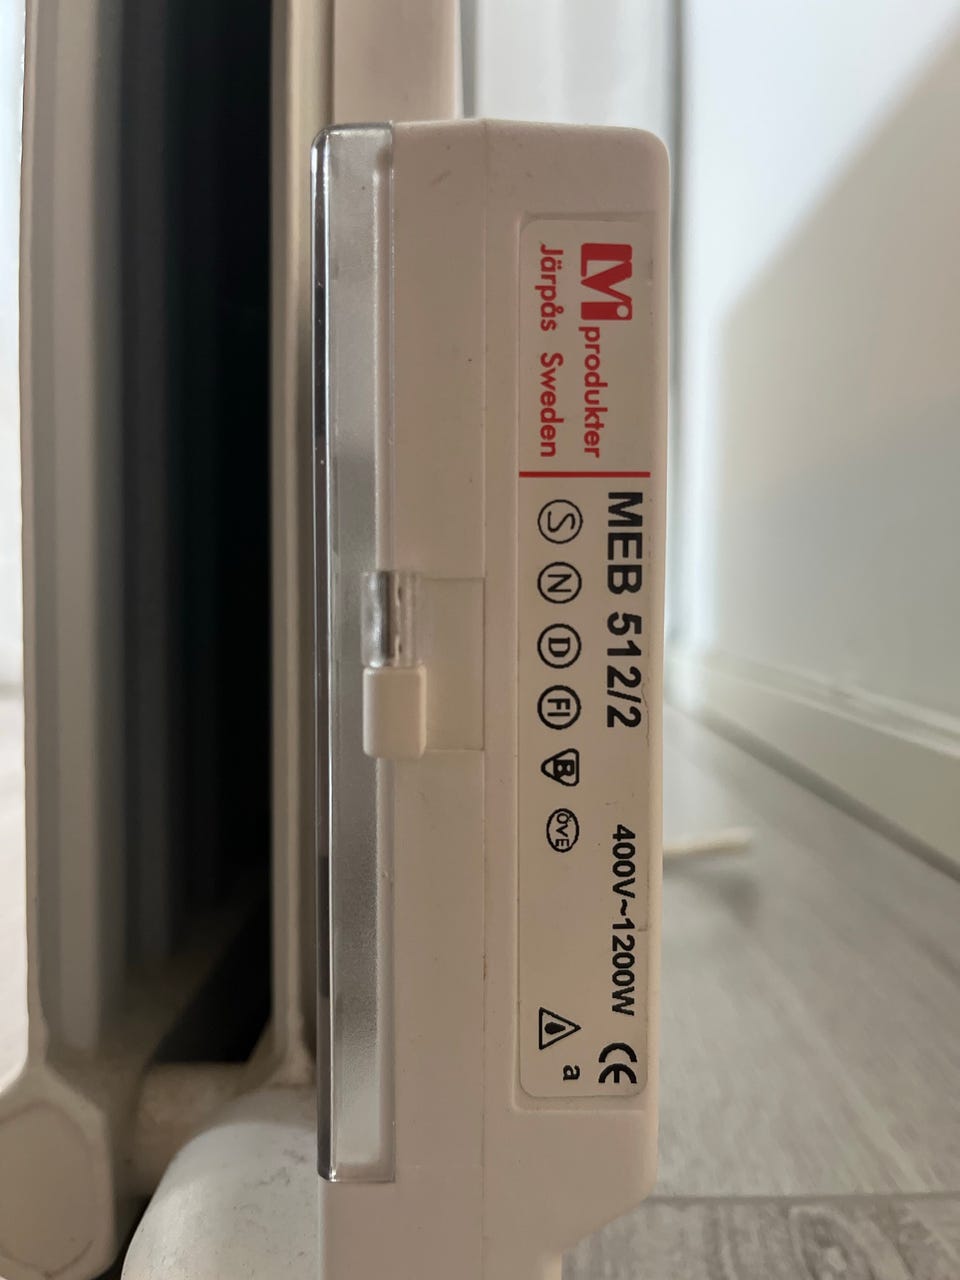 LVi produkter
Järpås Sweden
MEB 512/2 400V~1200W CE
S N D FI B ÖVE a